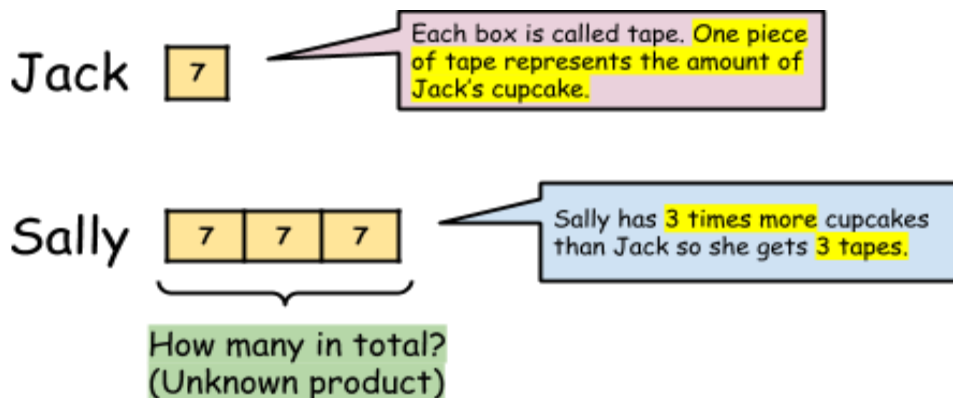 Jack
7
Each box is called tape. One piece
of tape represents the amount of
Jack's cupcake.
Sally
7 7 7
Sally has 3 times more cupcakes
than Jack so she gets 3 tapes.
How many in total?
(Unknown product)